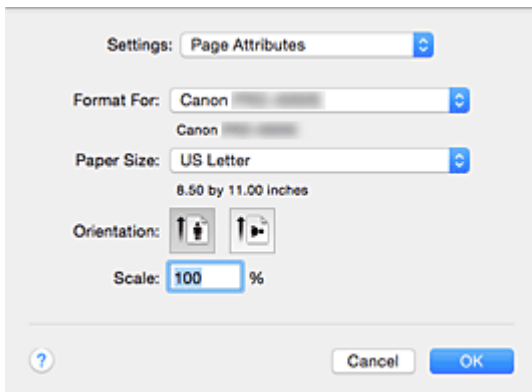 Settings: Page Attributes
Format For: Canon
Canon
Paper Size: US Letter
8.50 by 11.00 inches
Orientation:
Scale: 100 %
? Cancel OK